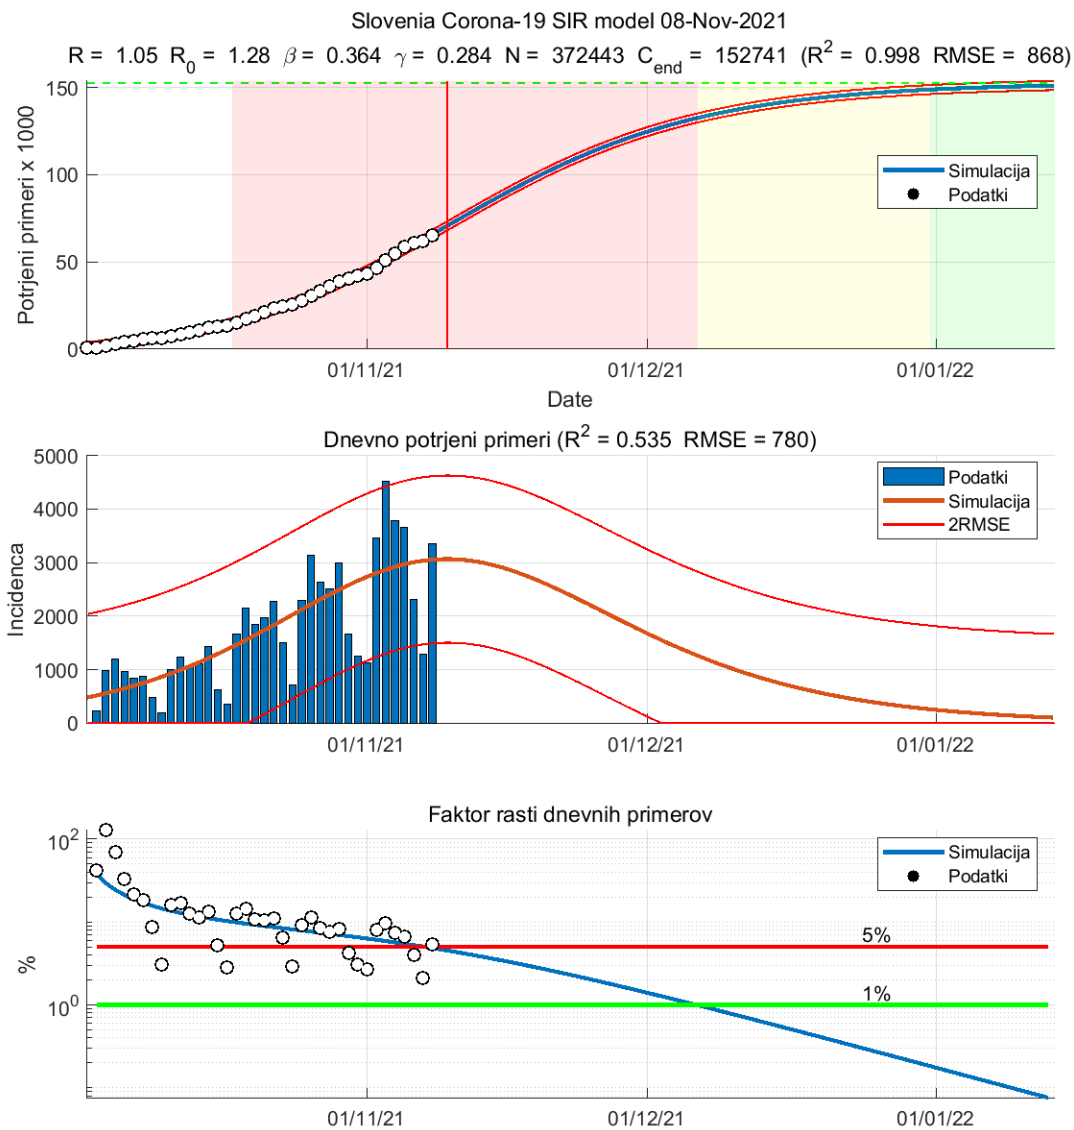 Slovenia Corona-19 SIR model 08-Nov-2021
R = 1.05 R0 = 1.28 β = 0.364 γ = 0.284 N = 372443 Cend = 152741 (R2 = 0.998 RMSE = 868)
Potrjeni primeri x 1000
150
100
50
0
Simulacija
Podatki
01/11/21
01/12/21
01/01/22
Date
Dnevno potrjeni primeri (R2 = 0.535 RMSE = 780)
Incidenca
5000
4000
3000
2000
1000
0
Podatki
Simulacija
2RMSE
01/11/21
01/12/21
01/01/22
Faktor rasti dnevnih primerov
%
102
100
Simulacija
Podatki
5%
1%
01/11/21
01/12/21
01/01/22